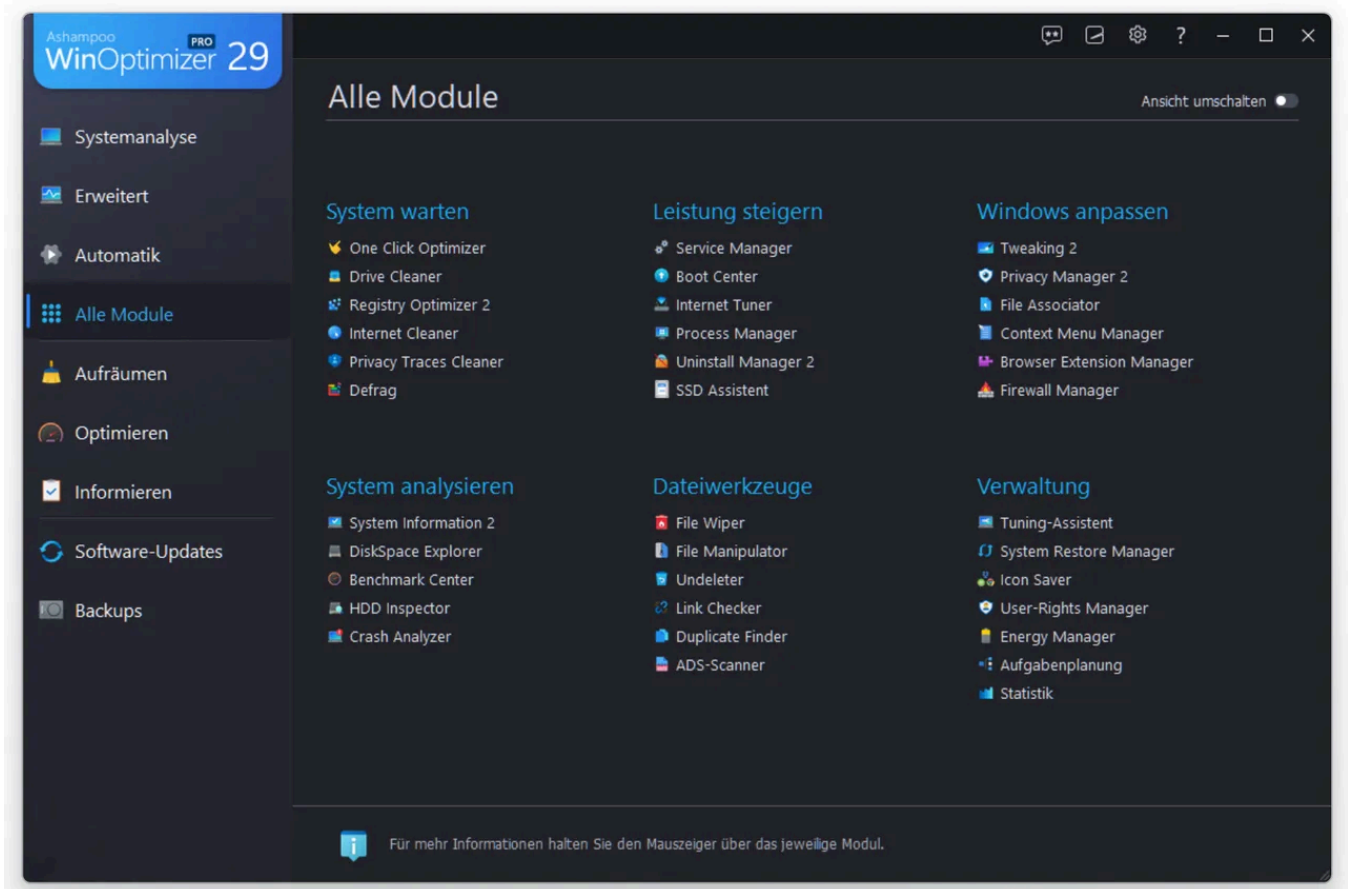 Ashampoo
WinOptimizer PRO 29
?
Alle Module
Ansicht umschalten
Systemanalyse
Erweitert
Automatik
Alle Module
Aufräumen
Optimieren
Informieren
Software-Updates
Backups
System warten
One Click Optimizer
Drive Cleaner
Registry Optimizer 2
Internet Cleaner
Privacy Traces Cleaner
Defrag
Leistung steigern
Service Manager
Boot Center
Internet Tuner
Process Manager
Uninstall Manager 2
SSD Assistent
Windows anpassen
Tweaking 2
Privacy Manager 2
File Associator
Context Menu Manager
Browser Extension Manager
Firewall Manager
System analysieren
System Information 2
DiskSpace Explorer
Benchmark Center
HDD Inspector
Crash Analyzer
Dateiwerkzeuge
File Wiper
File Manipulator
Undeleter
Link Checker
Duplicate Finder
ADS-Scanner
Verwaltung
Tuning-Assistent
System Restore Manager
Icon Saver
User-Rights Manager
Energy Manager
Aufgabenplanung
Statistik
Für mehr Informationen halten Sie den Mauszeiger über das jeweilige Modul.